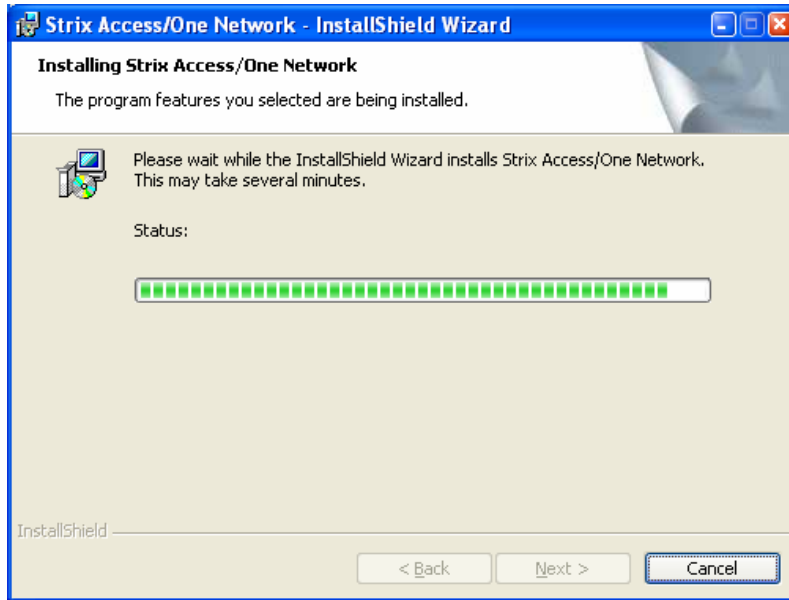 Strix Access/One Network - InstallShield Wizard
Installing Strix Access/One Network
The program features you selected are being installed.
Please wait while the InstallShield Wizard installs Strix Access/One Network.
This may take several minutes.
Status:
InstallShield
< Back Next > Cancel